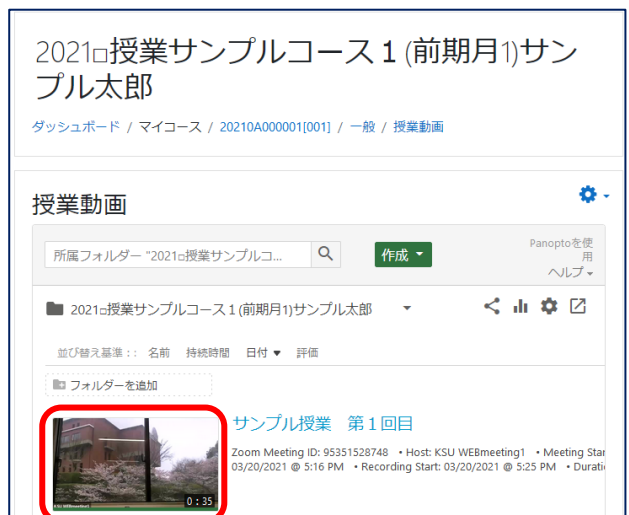 2021□授業サンプルコース１(前期月1)サン
プル太郎
ダッシュボード / マイコース / 20210A000001[001] / 一般 / 授業動画
授業動画
所属フォルダー "2021□授業サンプルコ...
作成
Panoptoを使
用
ヘルプ
2021□授業サンプルコース１(前期月1)サンプル太郎
並び替え基準：: 名前 持続時間 日付 ▼ 評価
フォルダーを追加
サンプル授業　第１回目
Zoom Meeting ID: 95351528748 • Host: KSU WEBmeeting1 • Meeting Star
03/20/2021 @ 5:16 PM • Recording Start: 03/20/2021 @ 5:25 PM • Duratio
KSU WEBmeeting1
0:35